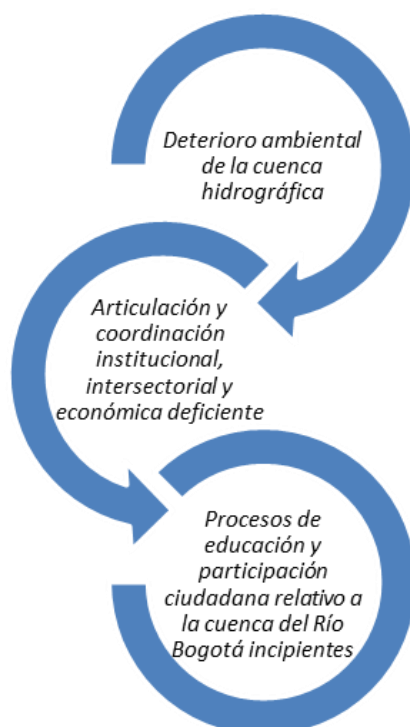 Deterioro ambiental
de la cuenca
hidrográfica
Articulación y
coordinación
institucional,
intersectorial y
económica deficiente
Procesos de
educación y
participación
ciudadana relativo a
la cuenca del Río
Bogotá incipientes